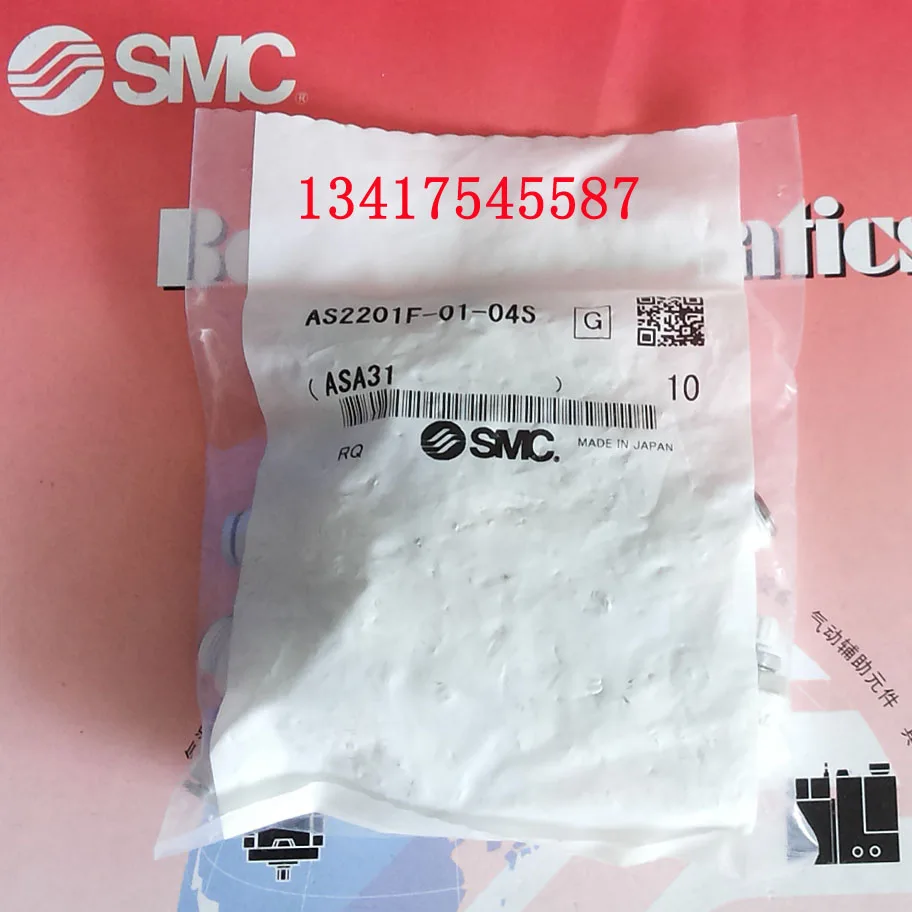 SMC®
13417545587
AS2201F-01-04S G
(ASA31 ) 10
RQ SMC. MADE IN JAPAN
气动辅助元件